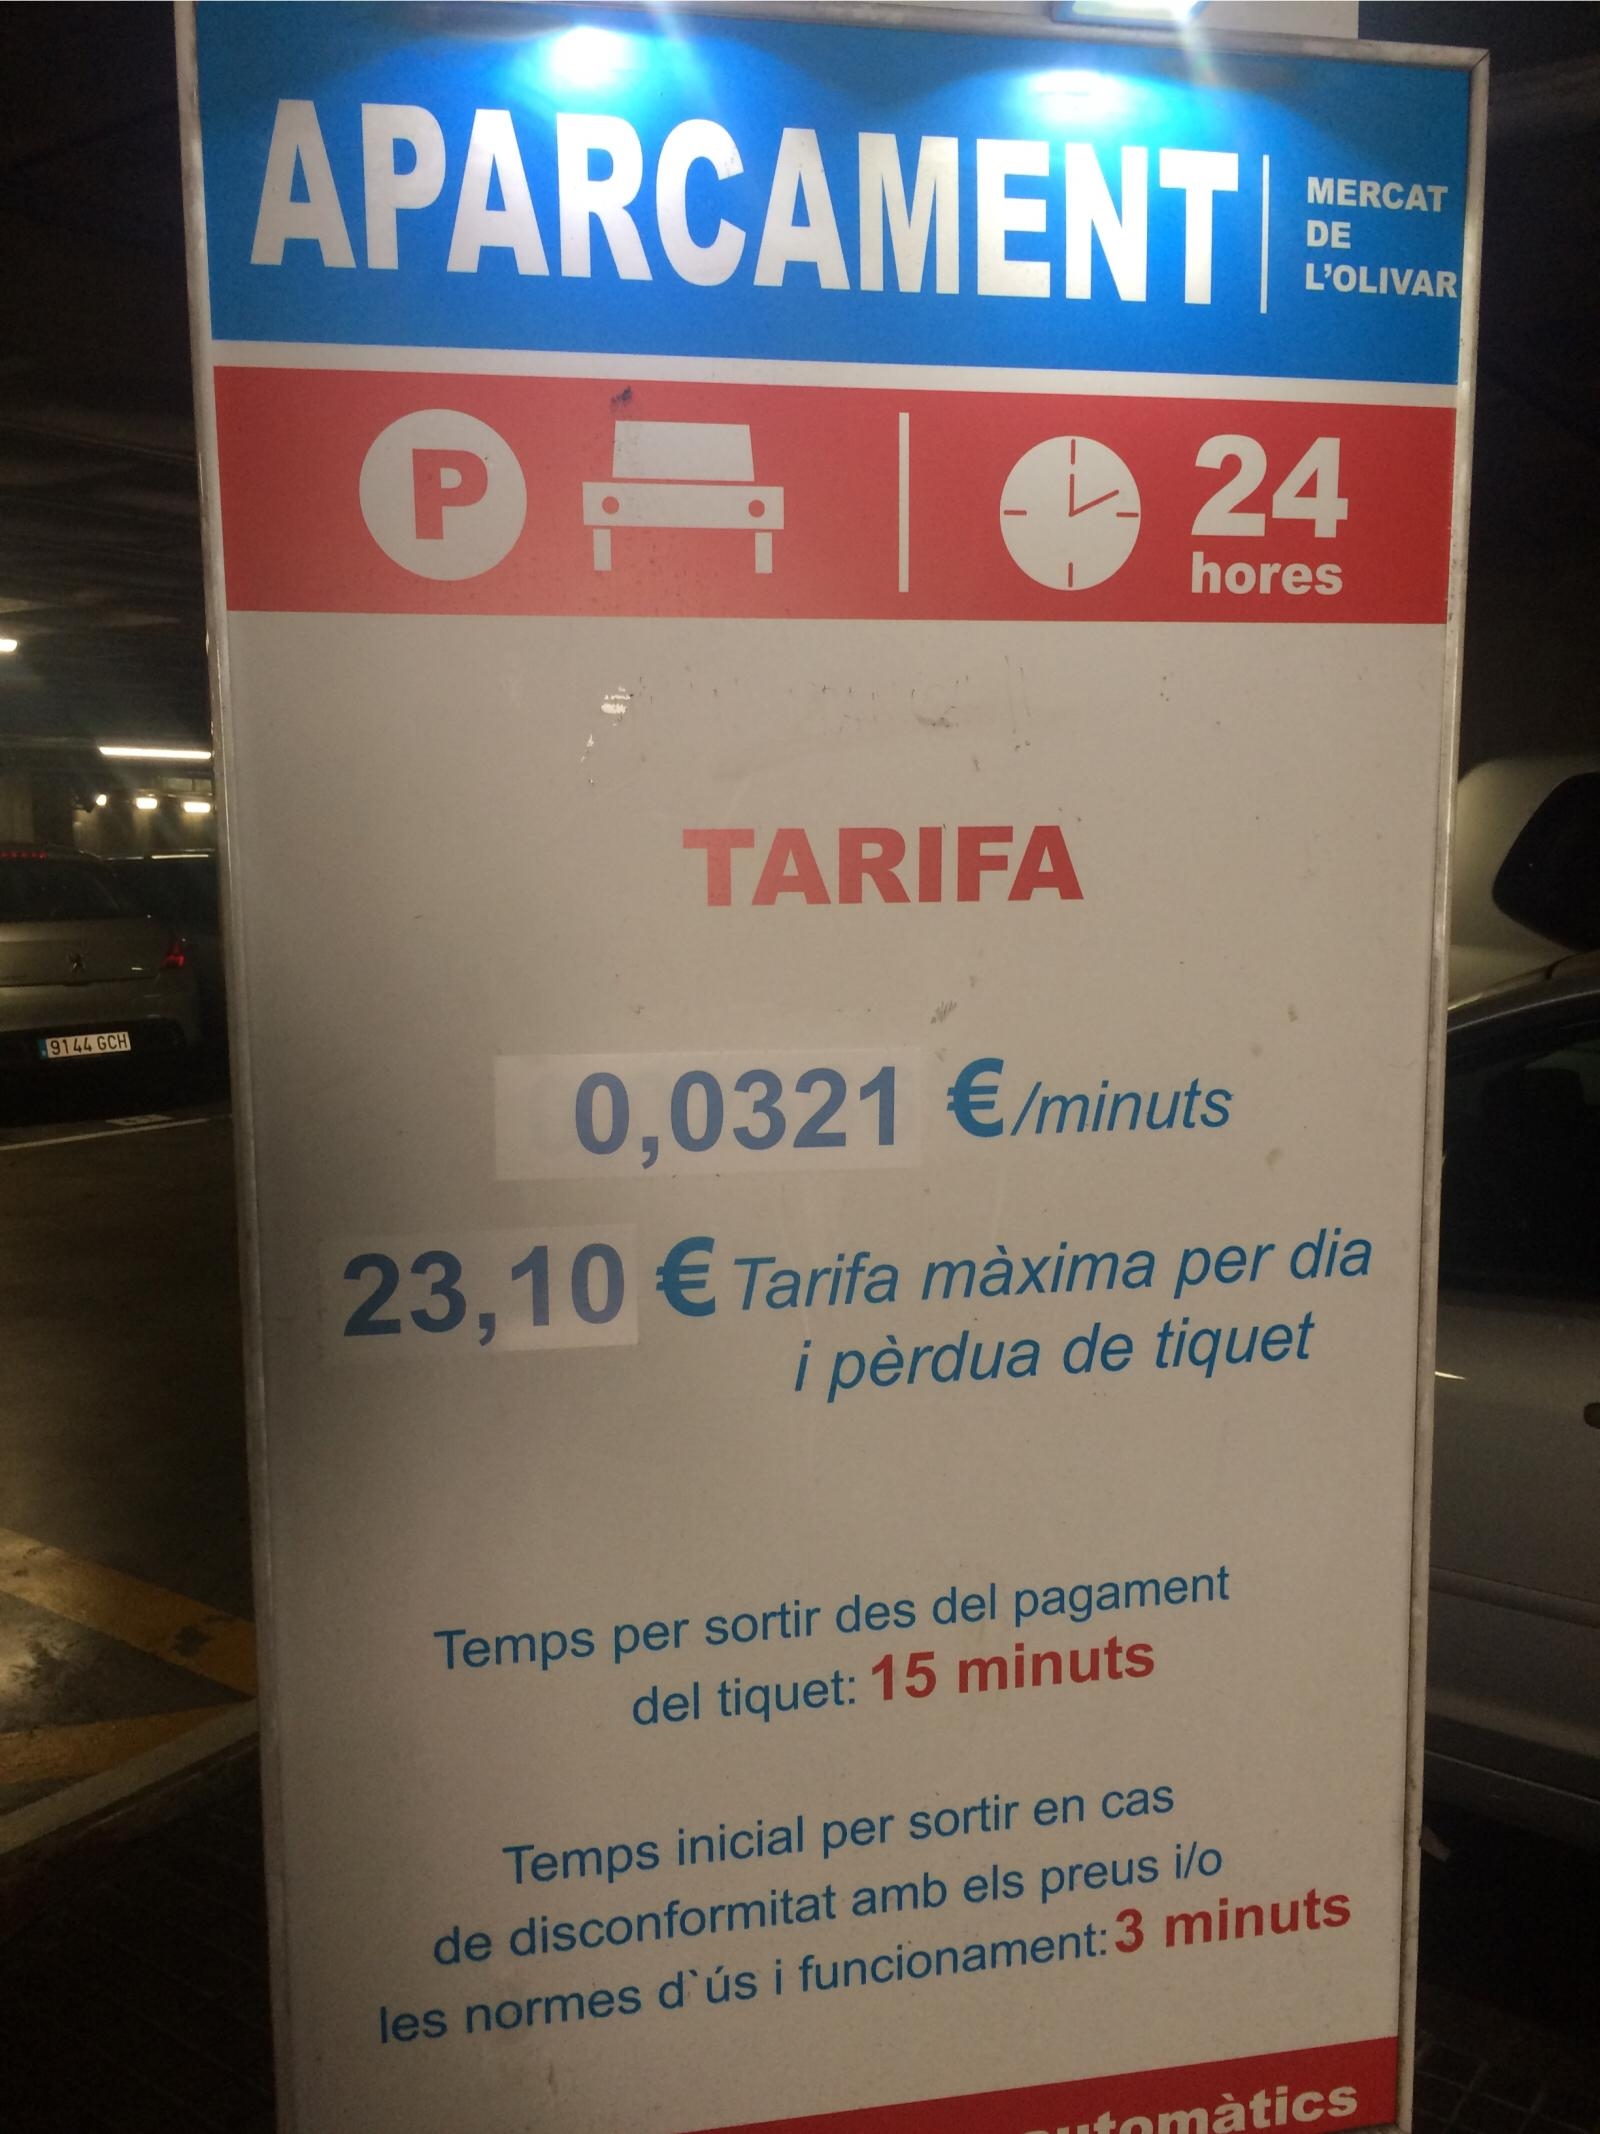 APARCAMENT
MERCAT
DE
L'OLIVAR
P
24
hores
TARIFA
0,0321 €/minuts
23,10 € Tarifa màxima per dia
i pèrdua de tiquet
Temps per sortir des del pagament
del tiquet: 15 minuts
Temps inicial per sortir en cas
de disconformitat amb els preus i/o
les normes d`ús i funcionament: 3 minuts
9144 GCH